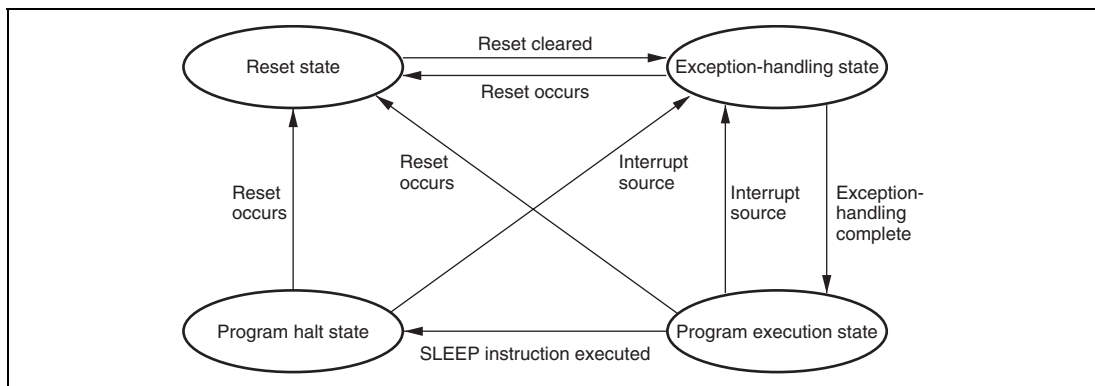 Reset cleared
Reset state
Exception-handling state
Reset occurs
Reset
occurs
Interrupt
source
Reset
occurs
Interrupt
source
Exception-
handling
complete
Program halt state
Program execution state
SLEEP instruction executed